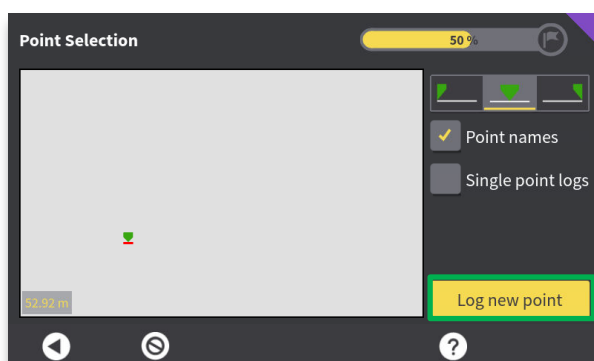 Point Selection
50 %
Point names
Single point logs
52.92 m
Log new point
?